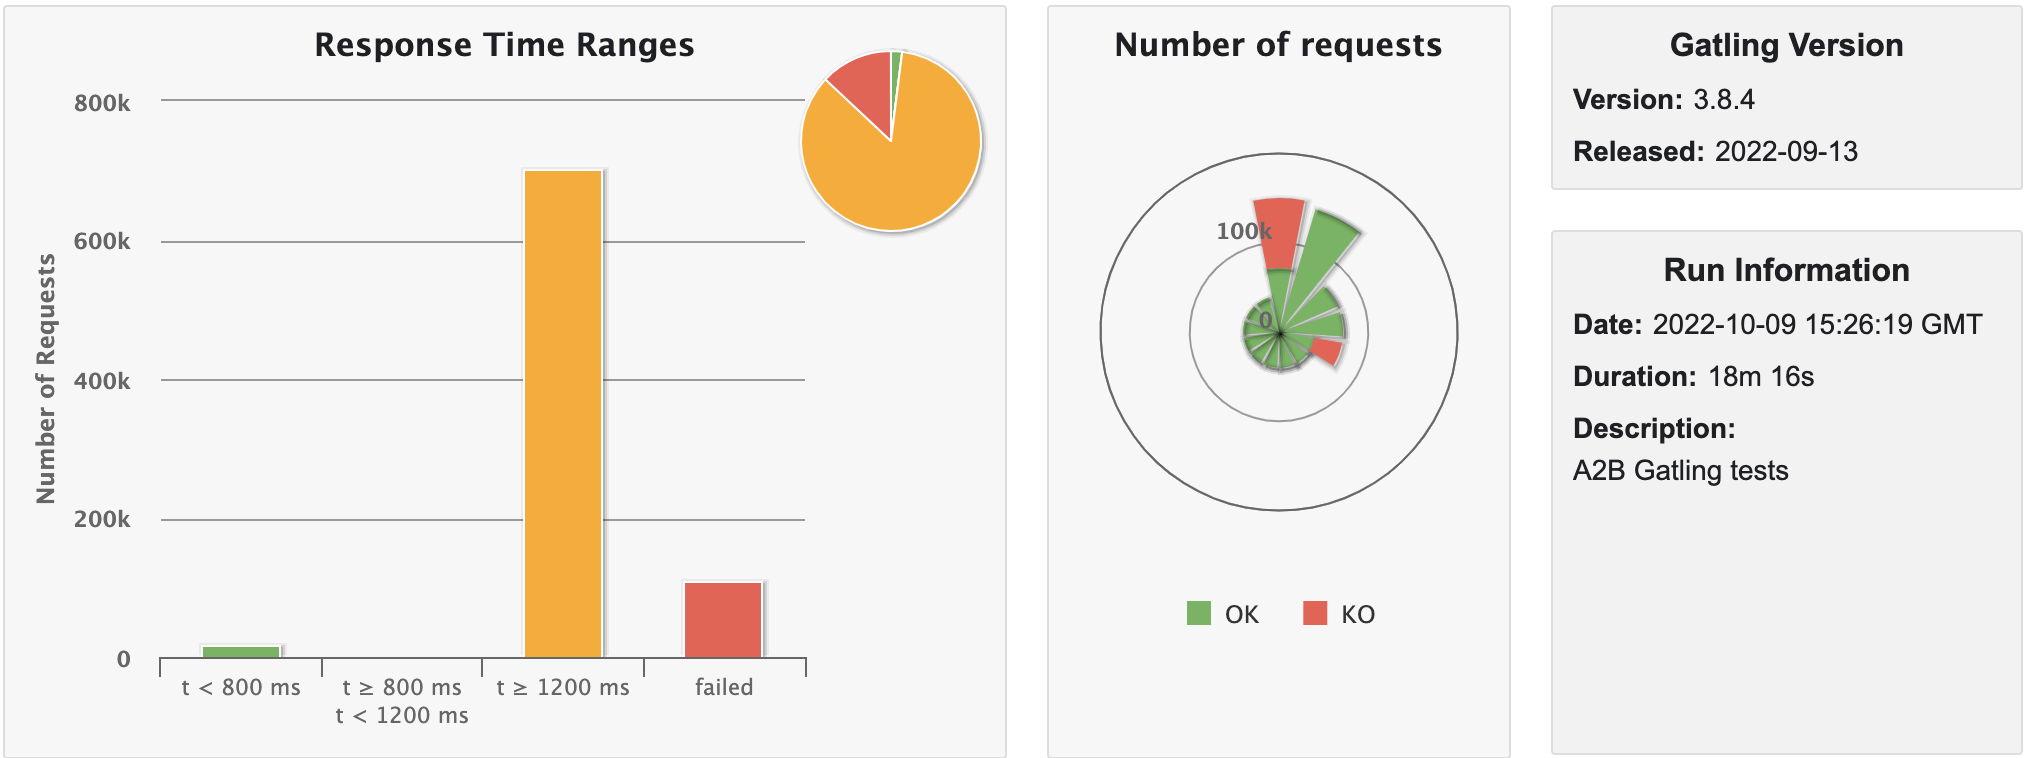 Response Time Ranges
Number of Requests
800k
600k
400k
200k
0
t < 800 ms
t ≥ 800 ms
t < 1200 ms
t ≥ 1200 ms
failed
Number of requests
100k
0
OK
KO
Gatling Version
Version: 3.8.4
Released: 2022-09-13
Run Information
Date: 2022-10-09 15:26:19 GMT
Duration: 18m 16s
Description:
A2B Gatling tests